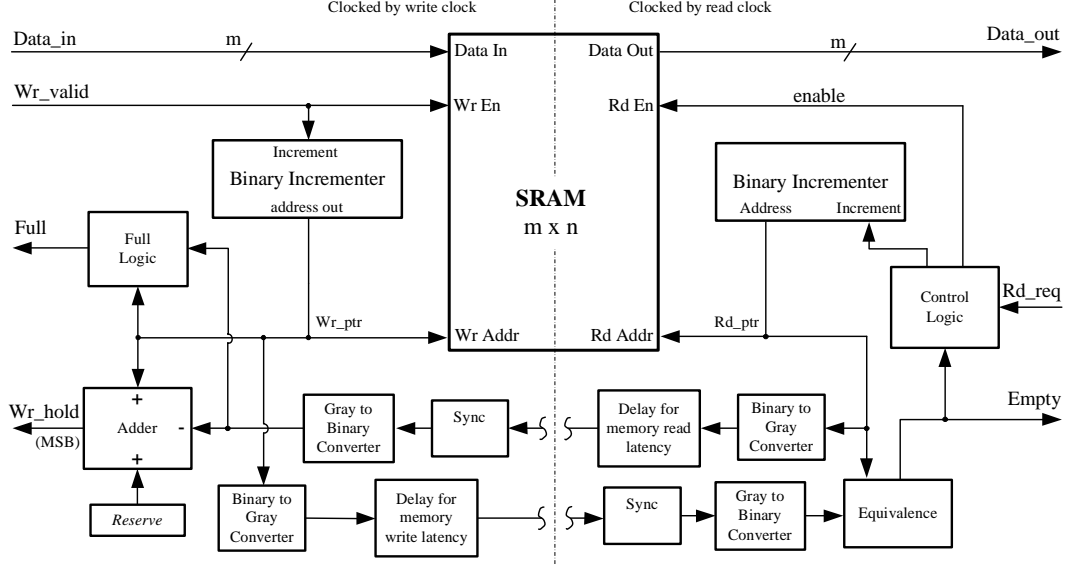 Clocked by write clock
Clocked by read clock
Data_in
m
Data In
Data Out
m
Data_out
Wr_valid
Wr En
Rd En
enable
Increment
Binary Incrementer
address out
SRAM
m x n
Binary Incrementer
Address
Increment
Full
Full
Logic
Control
Logic
Rd_req
Wr_ptr
Wr Addr
Rd Addr
Rd_ptr
Wr_hold
(MSB)
+
Adder
-
+
Gray to
Binary
Converter
Sync
Delay for
memory read
latency
Binary to
Gray
Converter
Empty
Reserve
Binary to
Gray
Converter
Delay for
memory
write latency
Sync
Gray to
Binary
Converter
Equivalence